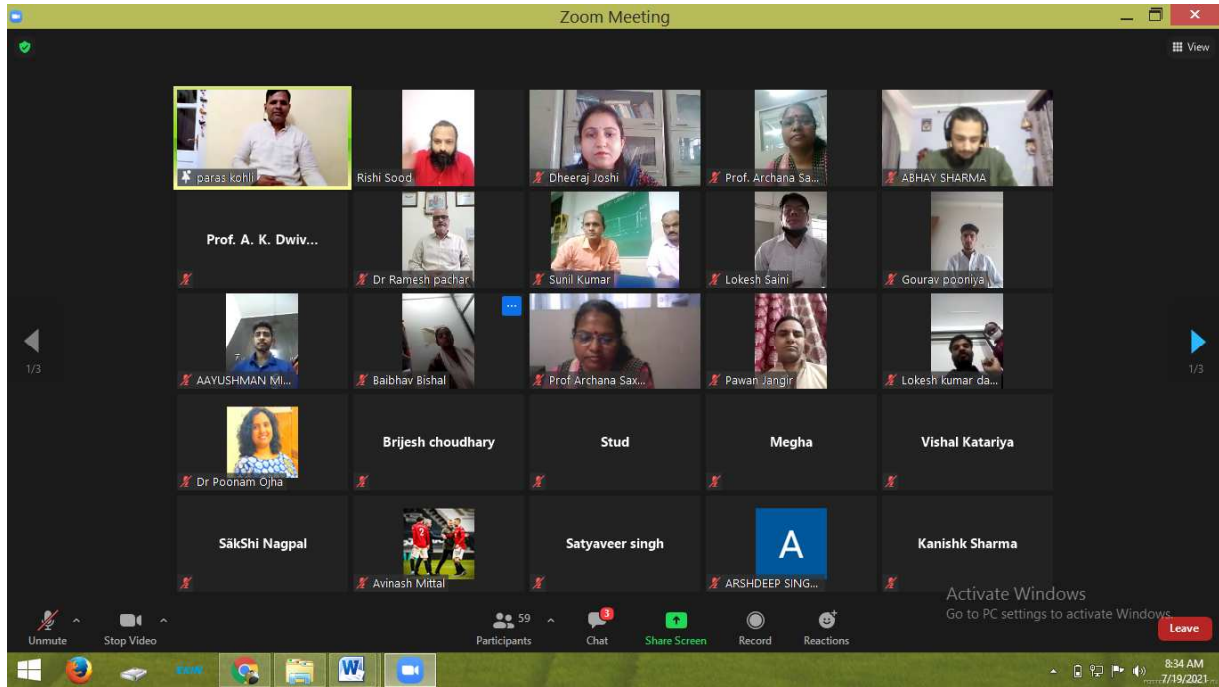 Zoom Meeting
View
paras kohli
Rishi Sood
Dheeraj Joshi
Prof. Archana Sa...
ABHAY SHARMA
Prof. A. K. Dwiv...
Dr Ramesh pachar
Sunil Kumar
Lokesh Saini
Gourav pooniya
1/3
AAYUSHMAN MI...
Baibhav Bishal
Prof Archana Sax...
Pawan Jangir
Lokesh kumar da...
1/3
Dr Poonam Ojha
Brijesh choudhary
Stud
Megha
Vishal Katariya
SäkShi Nagpal
Avinash Mittal
Satyaveer singh
A
ARSHDEEP SING...
Kanishk Sharma
Activate Windows
Go to PC settings to activate Windows.
Unmute
Stop Video
59
Participants
3
Chat
Share Screen
Record
Reactions
Leave
W
8:34 AM
7/19/2021